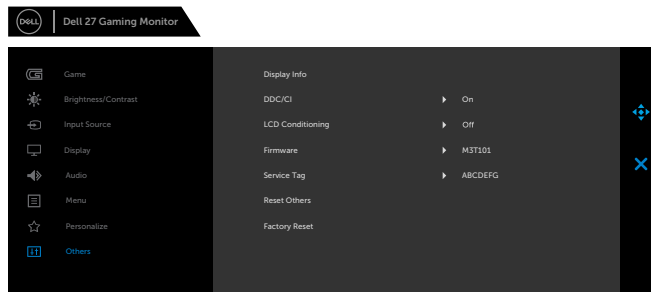 DELL
Dell 27 Gaming Monitor
Game
Display Info
Brightness/Contrast
DDC/CI
On
Input Source
LCD Conditioning
Off
Display
Firmware
M3T101
Audio
Service Tag
ABCDEFG
Menu
Reset Others
Personalize
Factory Reset
Others